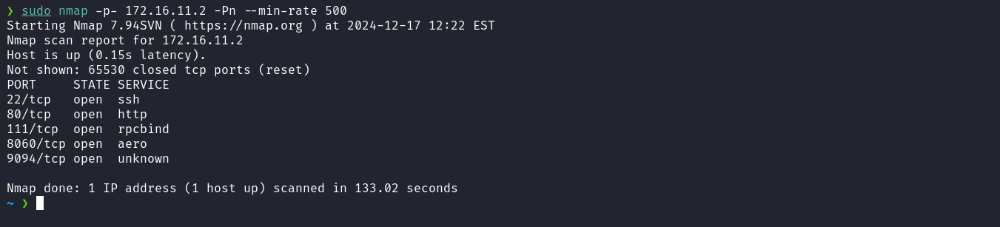 ❯ sudo nmap -p- 172.16.11.2 -Pn --min-rate 500
Starting Nmap 7.94SVN ( https://nmap.org ) at 2024-12-17 12:22 EST
Nmap scan report for 172.16.11.2
Host is up (0.15s latency).
Not shown: 65530 closed tcp ports (reset)
PORT     STATE SERVICE
22/tcp   open  ssh
80/tcp   open  http
111/tcp  open  rpcbind
8060/tcp open  aero
9094/tcp open  unknown
Nmap done: 1 IP address (1 host up) scanned in 133.02 seconds
~ ❯